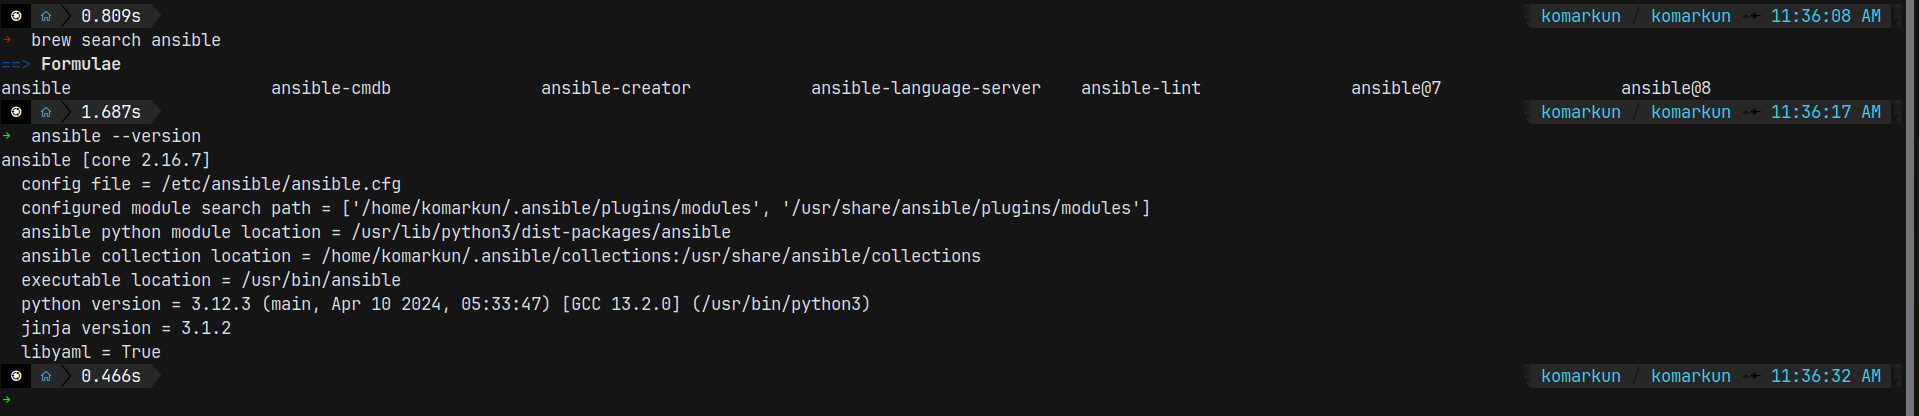 0.809s komarkun / komarkun 11:36:08 AM
→ brew search ansible
==> Formulae
ansible ansible-cmdb ansible-creator ansible-language-server ansible-lint ansible@7 ansible@8
1.687s komarkun / komarkun 11:36:17 AM
→ ansible --version
ansible [core 2.16.7]
config file = /etc/ansible/ansible.cfg
configured module search path = ['/home/komarkun/.ansible/plugins/modules', '/usr/share/ansible/plugins/modules']
ansible python module location = /usr/lib/python3/dist-packages/ansible
ansible collection location = /home/komarkun/.ansible/collections:/usr/share/ansible/collections
executable location = /usr/bin/ansible
python version = 3.12.3 (main, Apr 10 2024, 05:33:47) [GCC 13.2.0] (/usr/bin/python3)
jinja version = 3.1.2
libyaml = True
0.466s komarkun / komarkun 11:36:32 AM
→